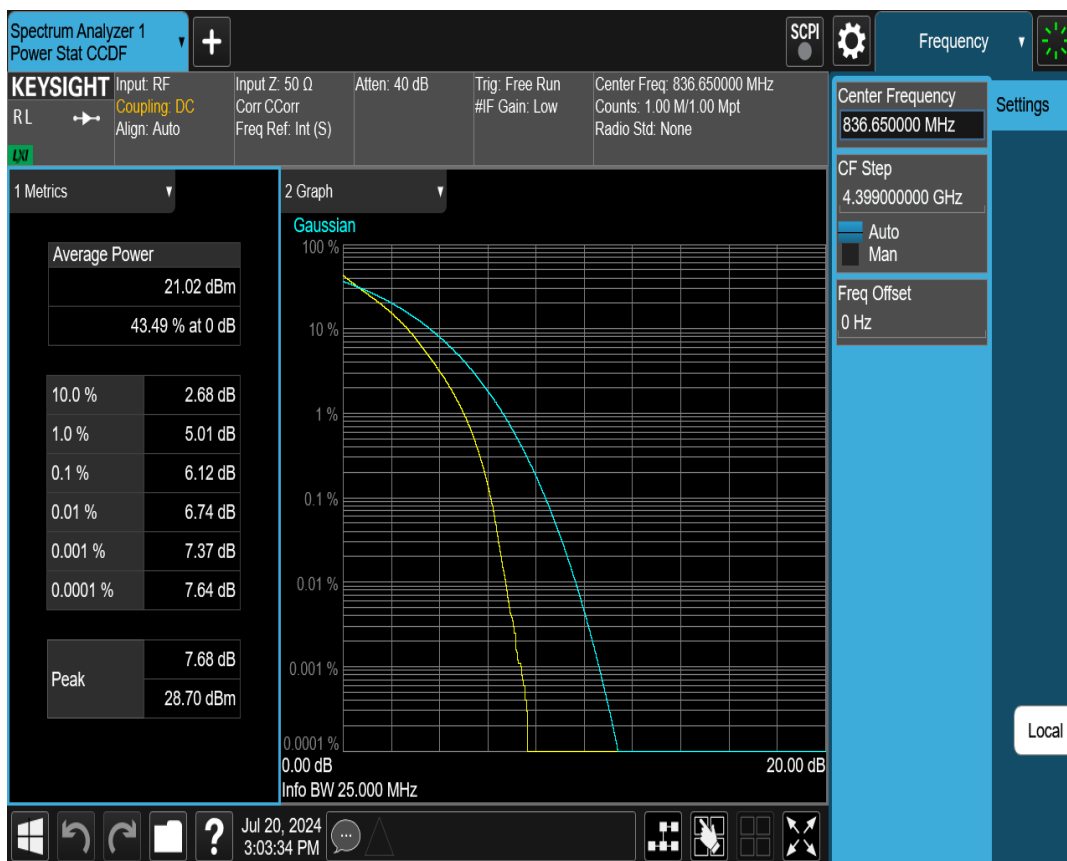 Spectrum Analyzer 1
Power Stat CCDF
SCPI
Frequency
KEYSIGHT
RL
LXI
Input: RF
Coupling: DC
Align: Auto
Input Z: 50 Ω
Corr CCorr
Freq Ref: Int (S)
Atten: 40 dB
Trig: Free Run
#IF Gain: Low
Center Freq: 836.650000 MHz
Counts: 1.00 M/1.00 Mpt
Radio Std: None
Center Frequency
836.650000 MHz
Settings
CF Step
4.399000000 GHz
Auto
Man
Freq Offset
0 Hz
Local
1 Metrics
Average Power
21.02 dBm
43.49 % at 0 dB
10.0 % 2.68 dB
1.0 % 5.01 dB
0.1 % 6.12 dB
0.01 % 6.74 dB
0.001 % 7.37 dB
0.0001 % 7.64 dB
Peak
7.68 dB
28.70 dBm
2 Graph
Gaussian
100 %
10 %
1 %
0.1 %
0.01 %
0.001 %
0.0001 %
0.00 dB 20.00 dB
Info BW 25.000 MHz
?
Jul 20, 2024
3:03:34 PM